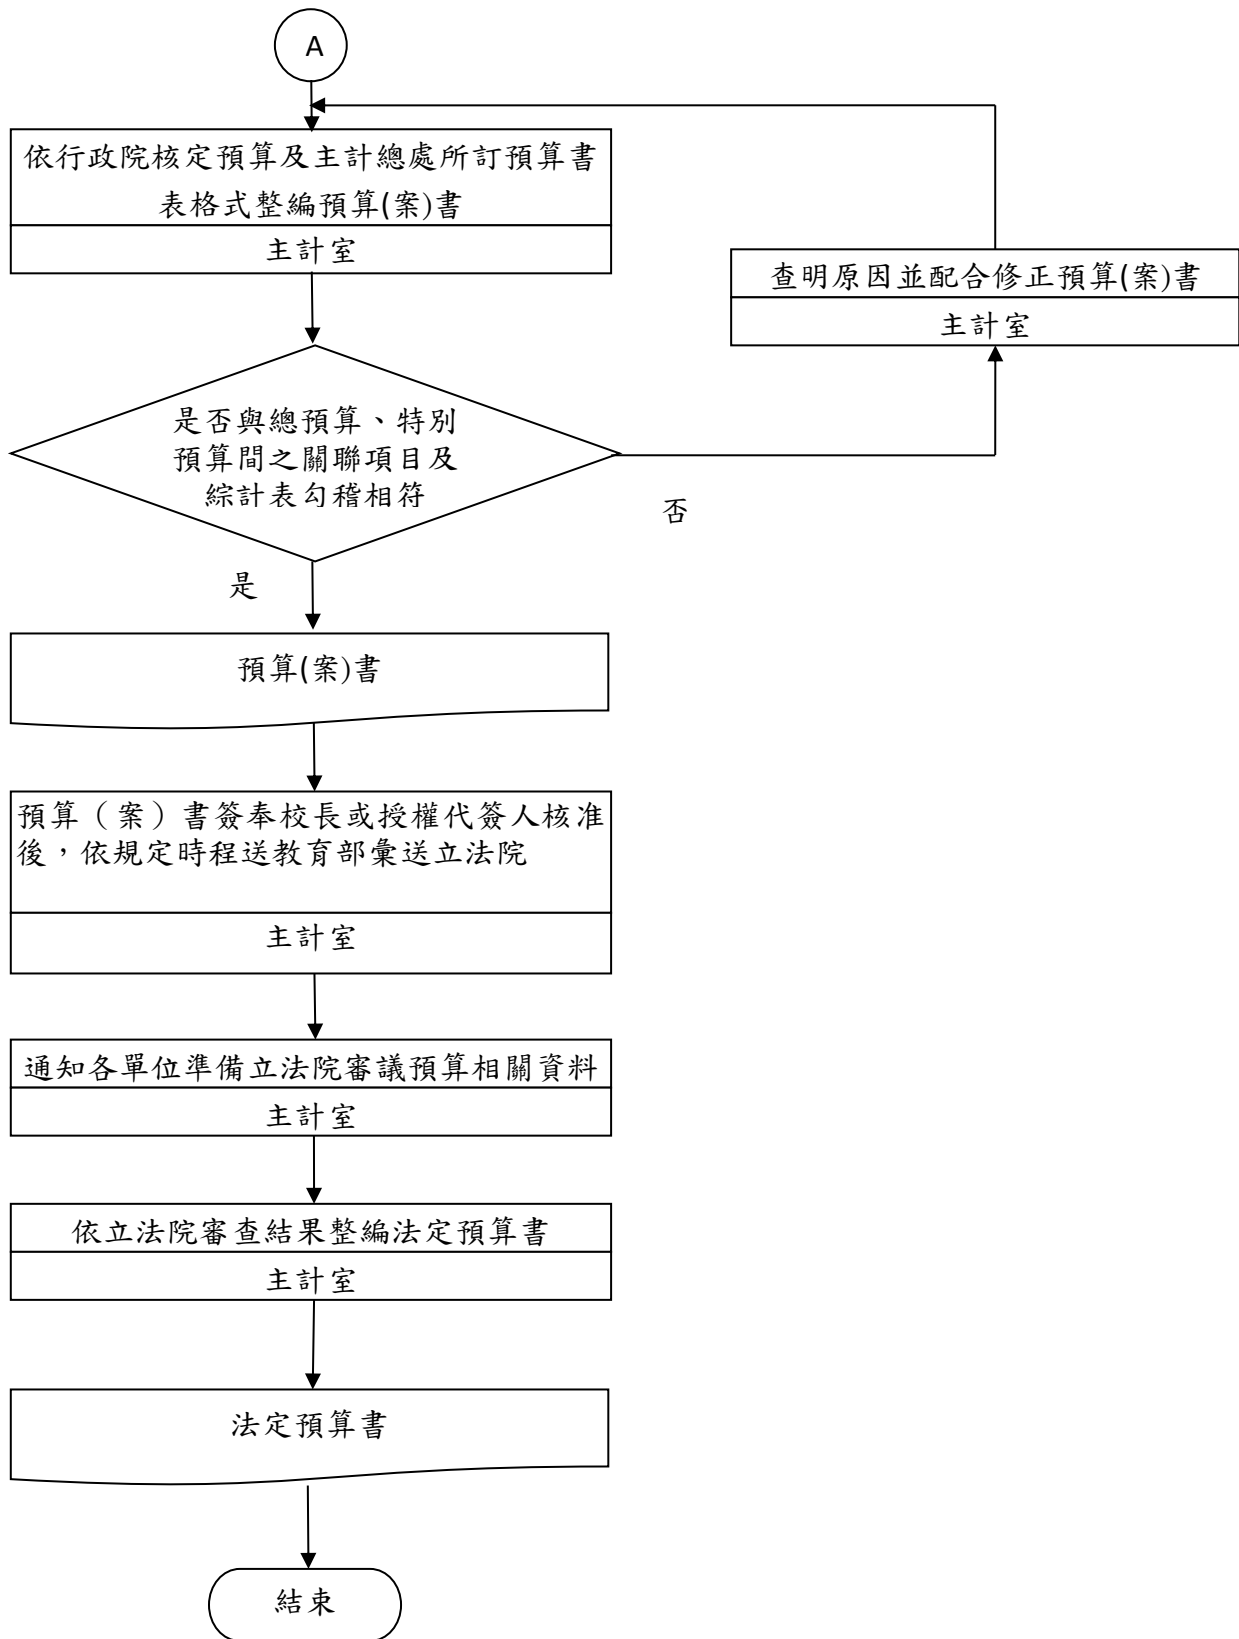 A
依行政院核定預算及主計總處所訂預算書
表格式整編預算(案)書
主計室
查明原因並配合修正預算(案)書
主計室
是否與總預算、特別
預算間之關聯項目及
綜計表勾稽相符
否
是
預算(案)書
預算（案）書簽奉校長或授權代簽人核准
後，依規定時程送教育部彙送立法院
主計室
通知各單位準備立法院審議預算相關資料
主計室
依立法院審查結果整編法定預算書
主計室
法定預算書
結束